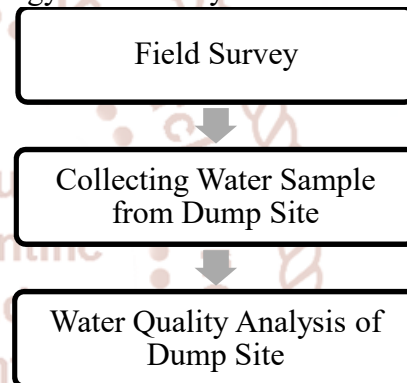 Field Survey
Collecting Water Sample
from Dump Site
Water Quality Analysis of
Dump Site